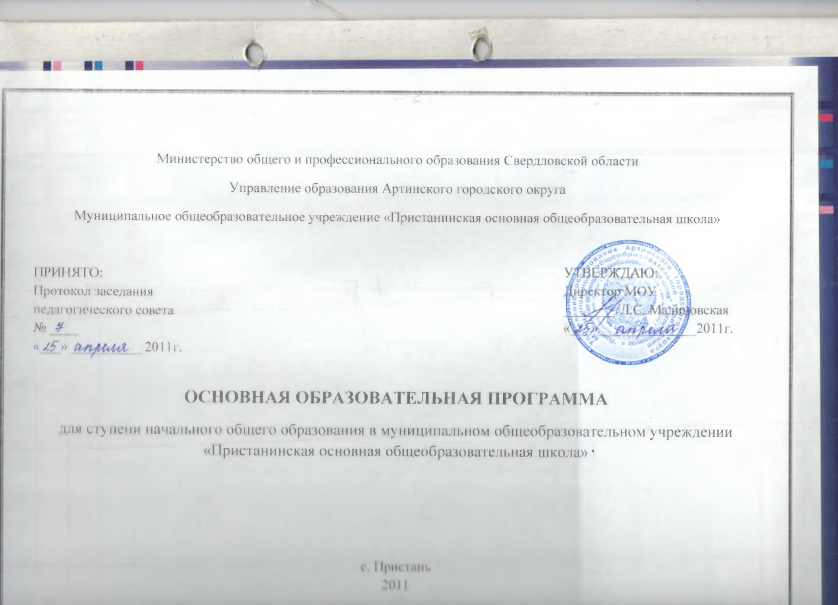 Министерство общего и профессионального образования Свердловской области
Управление образования Артинского городского округа
Муниципальное общеобразовательное учреждение «Пристанинская основная общеобразовательная школа»
ПРИНЯТО:
Протокол заседания
педагогического совета
№ 7
«25» апреля 2011г.
УТВЕРЖДАЮ:
Директор МОУ
/Л.С.
«25» апреля 2011г.
ОСНОВНАЯ ОБРАЗОВАТЕЛЬНАЯ ПРОГРАММА
для ступени начального общего образования в муниципальном общеобразовательном учреждении
«Пристанинская основная общеобразовательная школа»
с. Пристань
2011